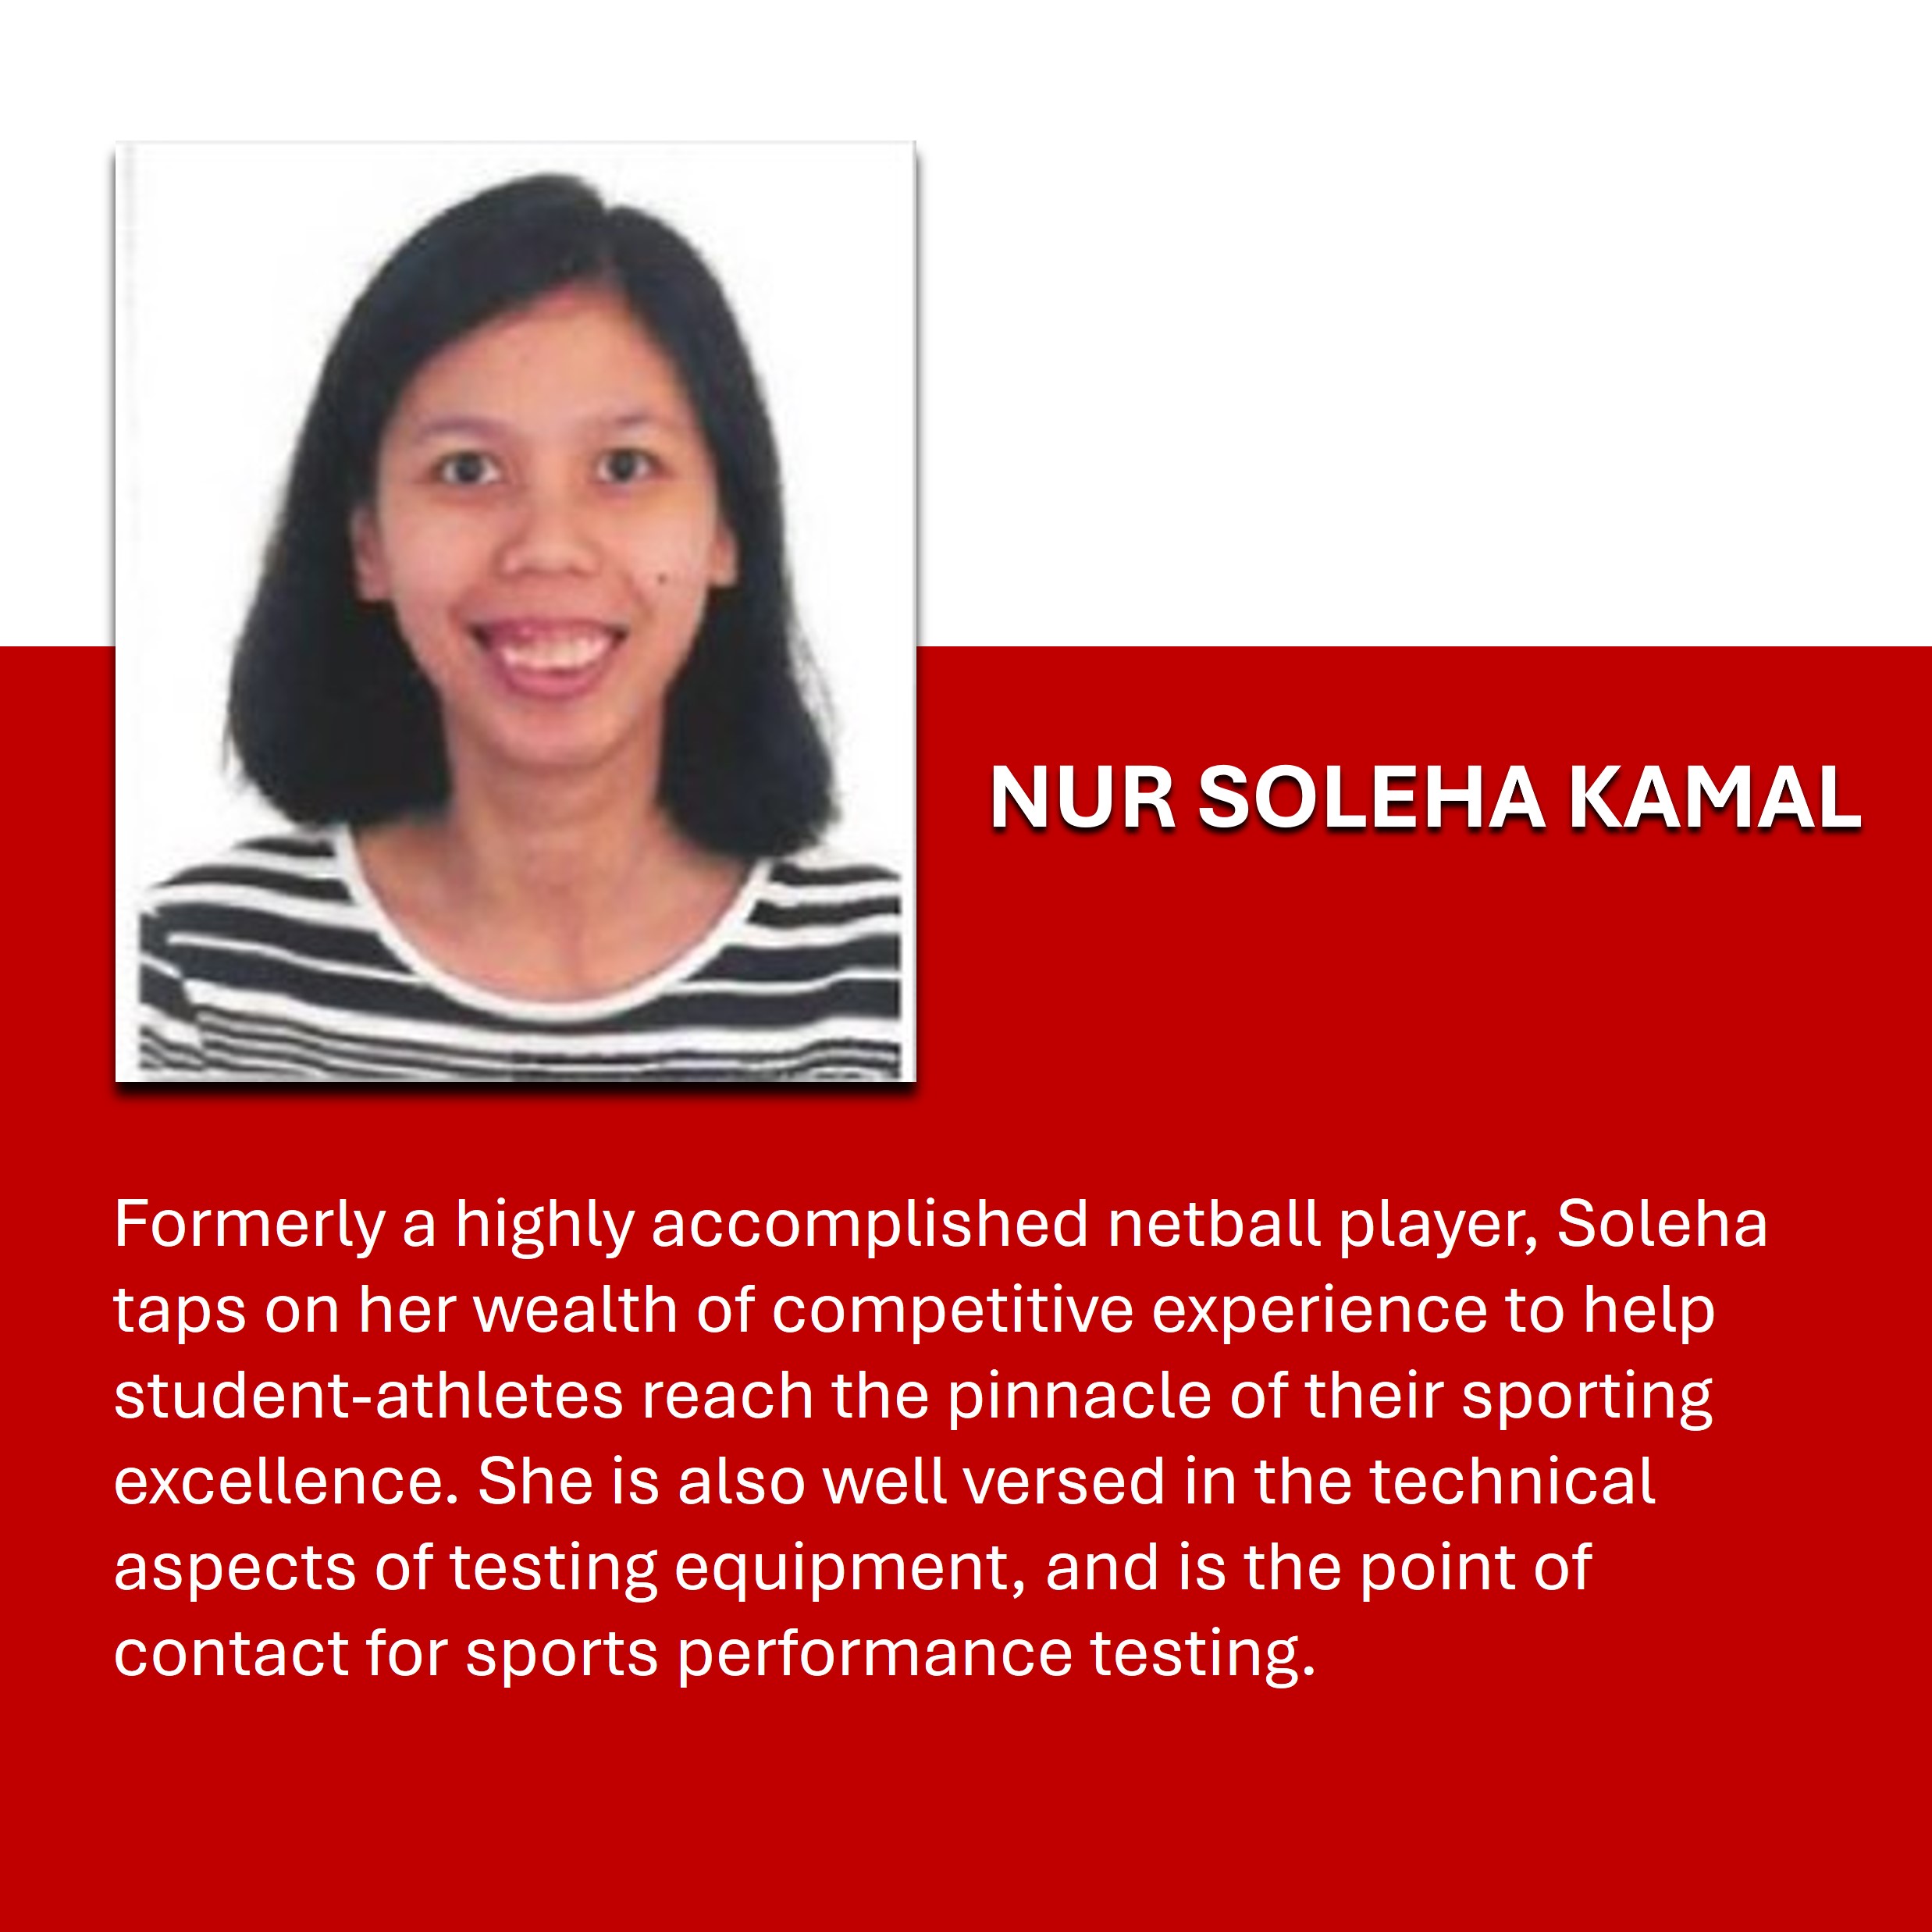 NUR SOLEHA KAMAL
Formerly a highly accomplished netball player, Soleha
taps on her wealth of competitive experience to help
student-athletes reach the pinnacle of their sporting
excellence. She is also well versed in the technical
aspects of testing equipment, and is the point of
contact for sports performance testing.